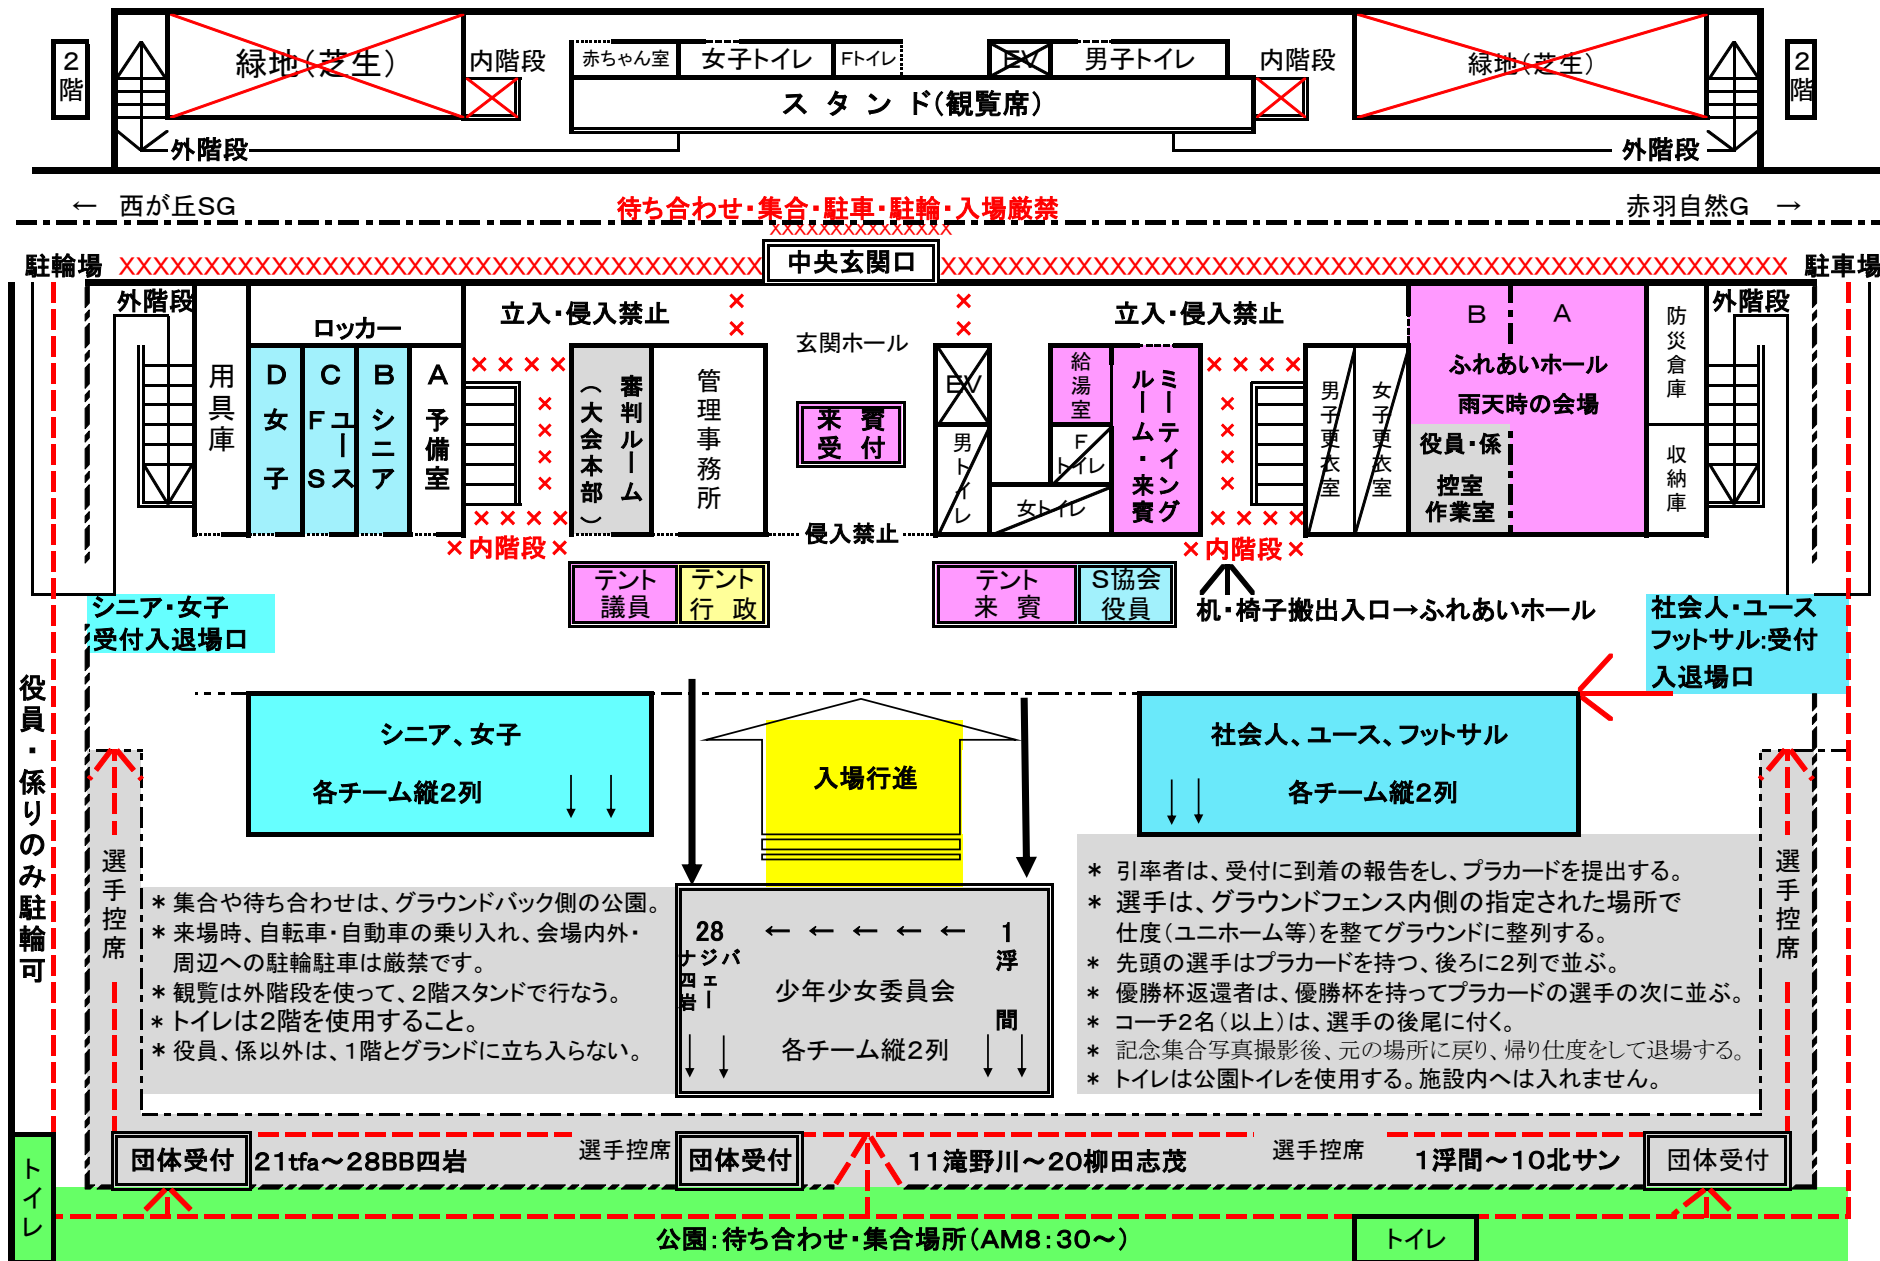 2階
緑地(芝生)
内階段
赤ちゃん室
女子トイレ
Fトイレ
EV
男子トイレ
内階段
緑地(芝生)
2階
スタンド(観覧席)
外階段
外階段
← 西が丘SG
待ち合わせ・集合・駐車・駐輪・入場厳禁
赤羽自然G →
XXXXXXXXXXXXXXX
駐輪場
中央玄関口
駐車場
外階段
ロッカー
立入・侵入禁止
× ×
× ×
立入・侵入禁止
B
A
防災倉庫
外階段
用具庫
D 女子
C ユース
FS
B シニア
A 予備室
審判ルーム
(大会本部)
管理事務所
玄関ホール
来賓
受付
EV
男トイレ
給湯室
Fトイレ
女トイレ
ミーティング
ルーム・来賓
男子更衣室
女子更衣室
ふれあいホール
雨天時の会場
役員・係
控室
作業室
収納庫
×内階段×
侵入禁止
×内階段×
テント
議員
テント
行政
テント
来賓
S協会
役員
机・椅子搬出入口→ふれあいホール
シニア・女子
受付入退場口
社会人・ユース
フットサル:受付
入退場口
役員・係りのみ駐輪可
シニア、女子
各チーム縦2列
入場行進
社会人、ユース、フットサル
各チーム縦2列
選手控席
選手控席
* 集合や待ち合わせは、グラウンドバック側の公園。
* 来場時、自転車・自動車の乗り入れ、会場内外・
周辺への駐輪駐車は厳禁です。
* 観覧は外階段を使って、2階スタンドで行なう。
* トイレは2階を使用すること。
* 役員、係以外は、1階とグランドに立ち入らない。
28 ← ← ← ← ← 1
バジェーナ四岩
浮間
少年少女委員会
各チーム縦2列
* 引率者は、受付に到着の報告をし、プラカードを提出する。
* 選手は、グラウンドフェンス内側の指定された場所で
仕度(ユニホーム等)を整てグラウンドに整列する。
* 先頭の選手はプラカードを持つ、後ろに2列で並ぶ。
* 優勝杯返還者は、優勝杯を持ってプラカードの選手の次に並ぶ。
* コーチ2名(以上)は、選手の後尾に付く。
* 記念集合写真撮影後、元の場所に戻り、帰り仕度をして退場する。
* トイレは公園トイレを使用する。施設内へは入れません。
団体受付
21tfa～28BB四岩
選手控席
団体受付
11滝野川～20柳田志茂
選手控席
1浮間～10北サン
団体受付
トイレ
公園:待ち合わせ・集合場所(AM8:30～)
トイレ